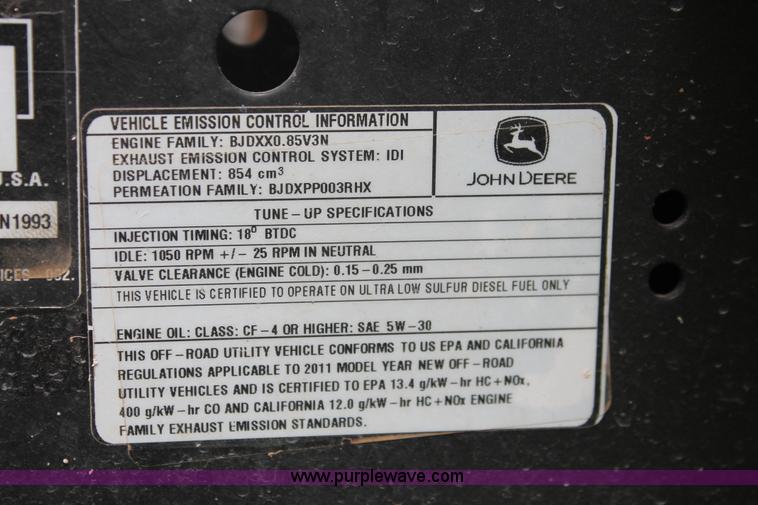 U.S.A.
N1993
ICES 052.
VEHICLE EMISSION CONTROL INFORMATION
ENGINE FAMILY: BJDXX0.85V3N
EXHAUST EMISSION CONTROL SYSTEM: IDI
DISPLACEMENT: 854 cm³
PERMEATION FAMILY: BJDXPP003RHX
JOHN DEERE
TUNE-UP SPECIFICATIONS
INJECTION TIMING: 18° BTDC
IDLE: 1050 RPM +/- 25 RPM IN NEUTRAL
VALVE CLEARANCE (ENGINE COLD): 0.15-0.25 mm
THIS VEHICLE IS CERTIFIED TO OPERATE ON ULTRA LOW SULFUR DIESEL FUEL ONLY
ENGINE OIL: CLASS: CF-4 OR HIGHER: SAE 5W-30
THIS OFF-ROAD UTILITY VEHICLE CONFORMS TO US EPA AND CALIFORNIA
REGULATIONS APPLICABLE TO 2011 MODEL YEAR NEW OFF-ROAD
UTILITY VEHICLES AND IS CERTIFIED TO EPA 13.4 g/kW-hr HC+NOx,
400 g/kW-hr CO AND CALIFORNIA 12.0 g/kW-hr HC+NOx ENGINE
FAMILY EXHAUST EMISSION STANDARDS.
www.purplewave.com